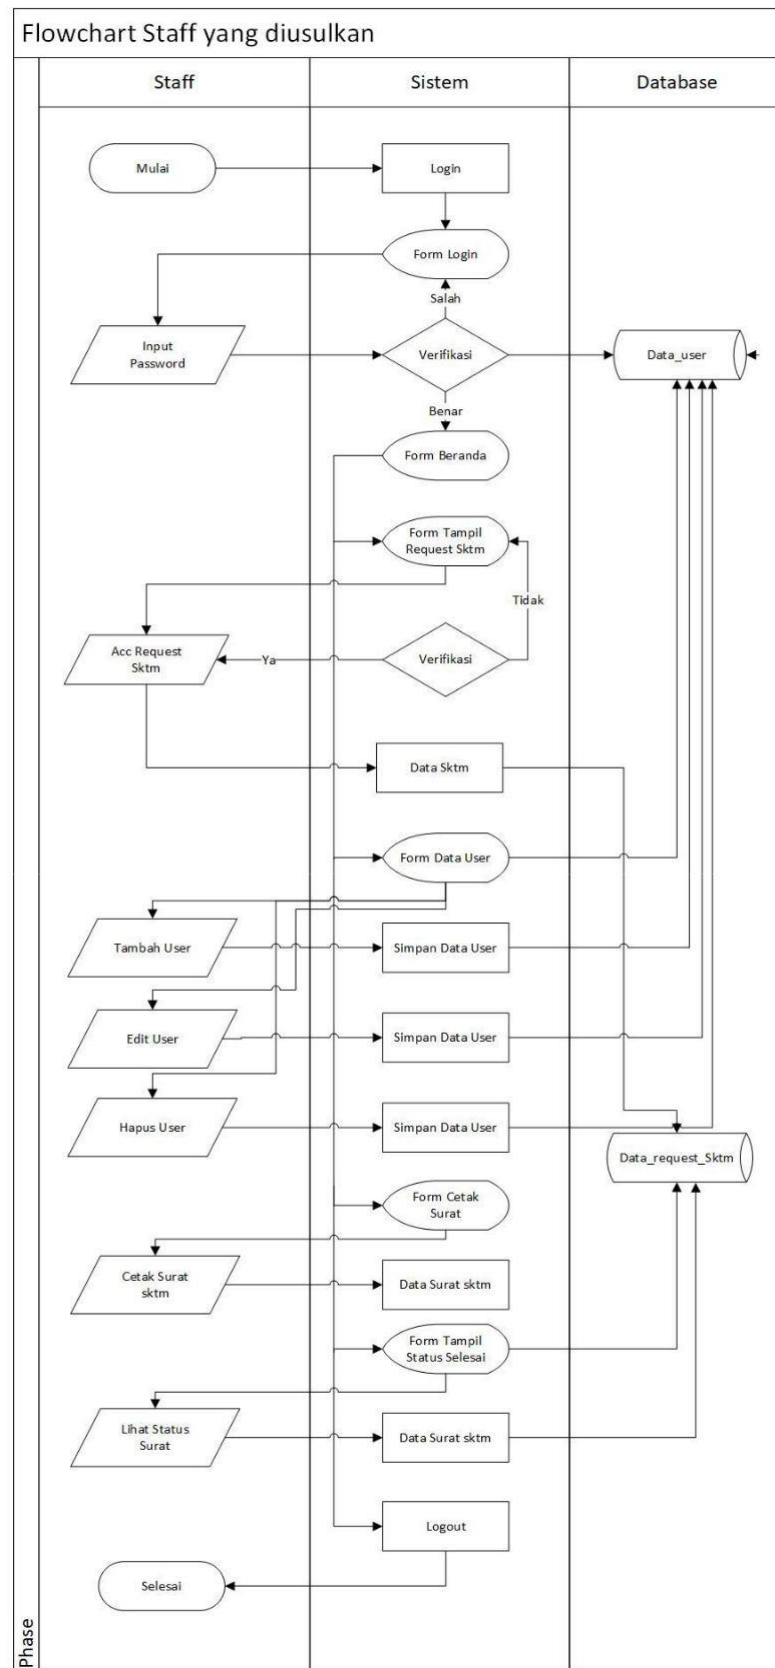 Flowchart Staff yang diusulkan
Staff
Sistem
Database
Mulai
Login
Form Login
Salah
Input
Password
Verifikasi
Data_user
Benar
Form Beranda
Form Tampil
Request Sktm
Tidak
Acc Request
Sktm
Ya
Verifikasi
Data Sktm
Form Data User
Tambah User
Simpan Data User
Edit User
Simpan Data User
Hapus User
Simpan Data User
Data_request_Sktm
Form Cetak
Surat
Cetak Surat
sktm
Data Surat sktm
Form Tampil
Status Selesai
Lihat Status
Surat
Data Surat sktm
Logout
Selesai
Phase